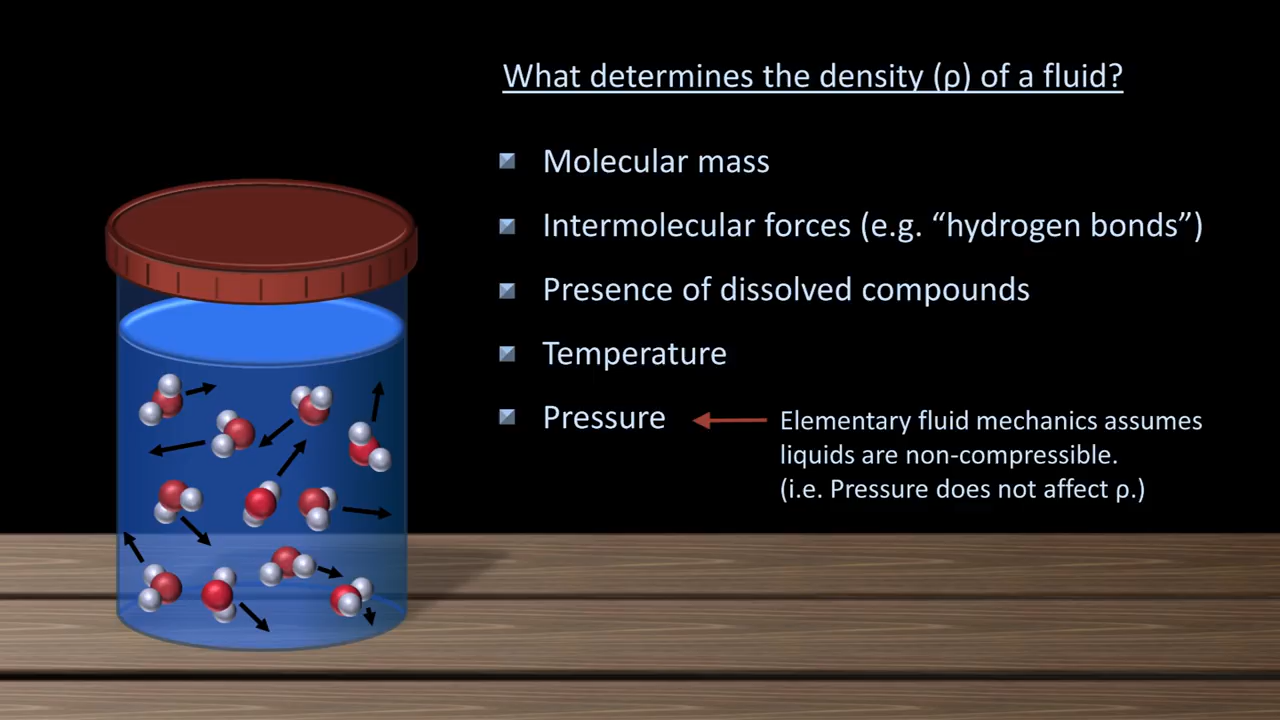 What determines the density (ρ) of a fluid?
Molecular mass
Intermolecular forces (e.g. “hydrogen bonds”)
Presence of dissolved compounds
Temperature
Pressure
Elementary fluid mechanics assumes
liquids are non-compressible.
(i.e. Pressure does not affect ρ.)